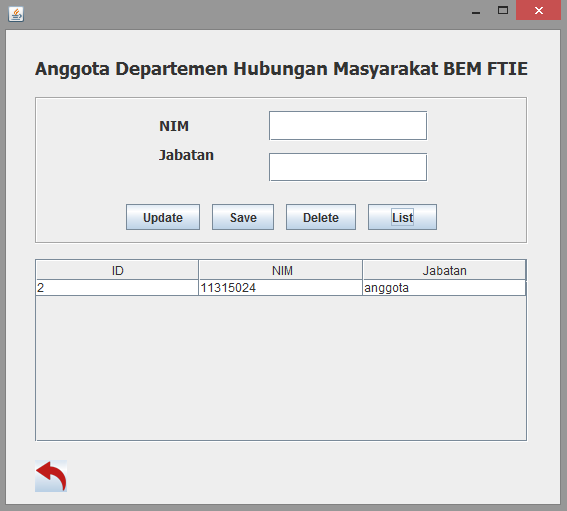 Anggota Departemen Hubungan Masyarakat BEM FTIE
NIM
Jabatan
Update Save Delete List
ID NIM Jabatan
2 11315024 anggota